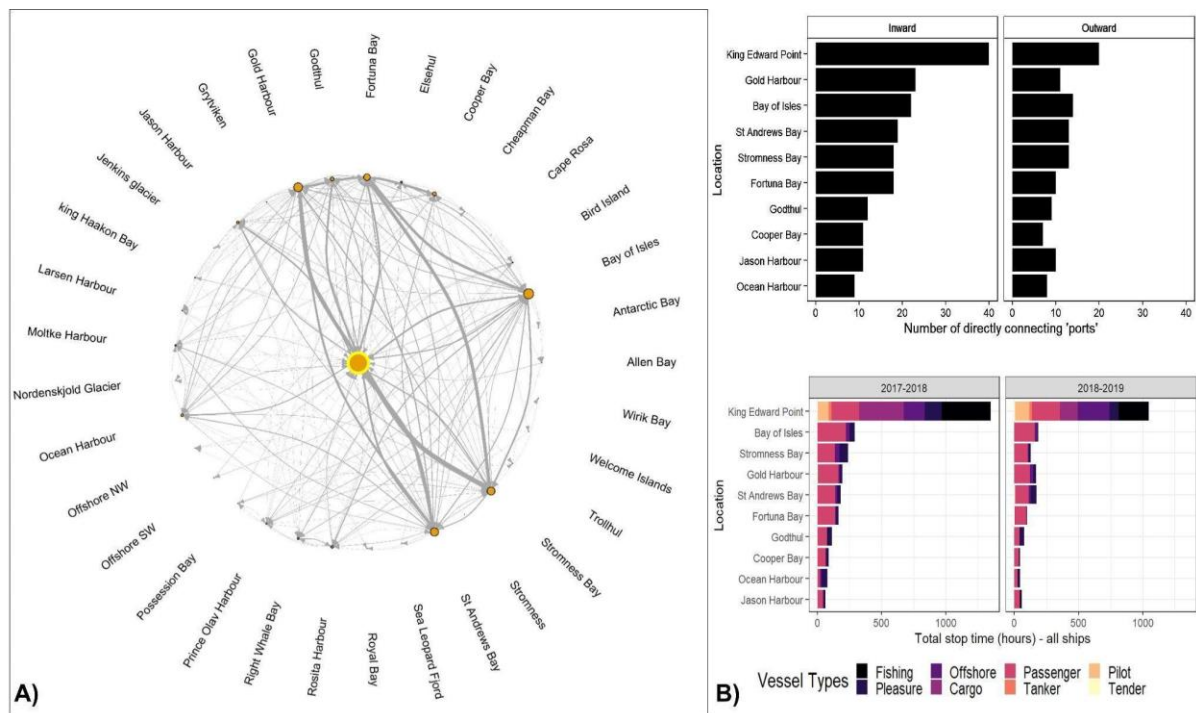 Fortuna Bay
Elsehul
Cooper Bay
Cheapman Bay
Cape Rosa
Bird Island
Bay of Isles
Antarctic Bay
Allen Bay
Wirik Bay
Welcome Islands
Trollhul
Stromness Bay
Stromness
St Andrews Bay
Sea Leopard Fjord
Royal Bay
Rosita Harbour
Right Whale Bay
Prince Olav Harbour
Possession Bay
Offshore SW
Offshore NW
Ocean Harbour
Nordenskjold Glacier
Moltke Harbour
Larsen Harbour
king Haakon Bay
Jenkins glacier
Jason Harbour
Grytviken
Gold Harbour
Godthul
A)
Inward
Outward
Location
King Edward Point
Gold Harbour
Bay of Isles
St Andrews Bay
Stromness Bay
Fortuna Bay
Godthul
Cooper Bay
Jason Harbour
Ocean Harbour
0 10 20 30 40 0 10 20 30 40
Number of directly connecting 'ports'
2017-2018
2018-2019
Location
King Edward Point
Bay of Isles
Stromness Bay
Gold Harbour
St Andrews Bay
Fortuna Bay
Godthul
Cooper Bay
Ocean Harbour
Jason Harbour
0 500 1000 0 500 1000
Total stop time (hours) - all ships
B)
Vessel Types
Fishing Offshore Passenger Pilot
Pleasure Cargo Tanker Tender